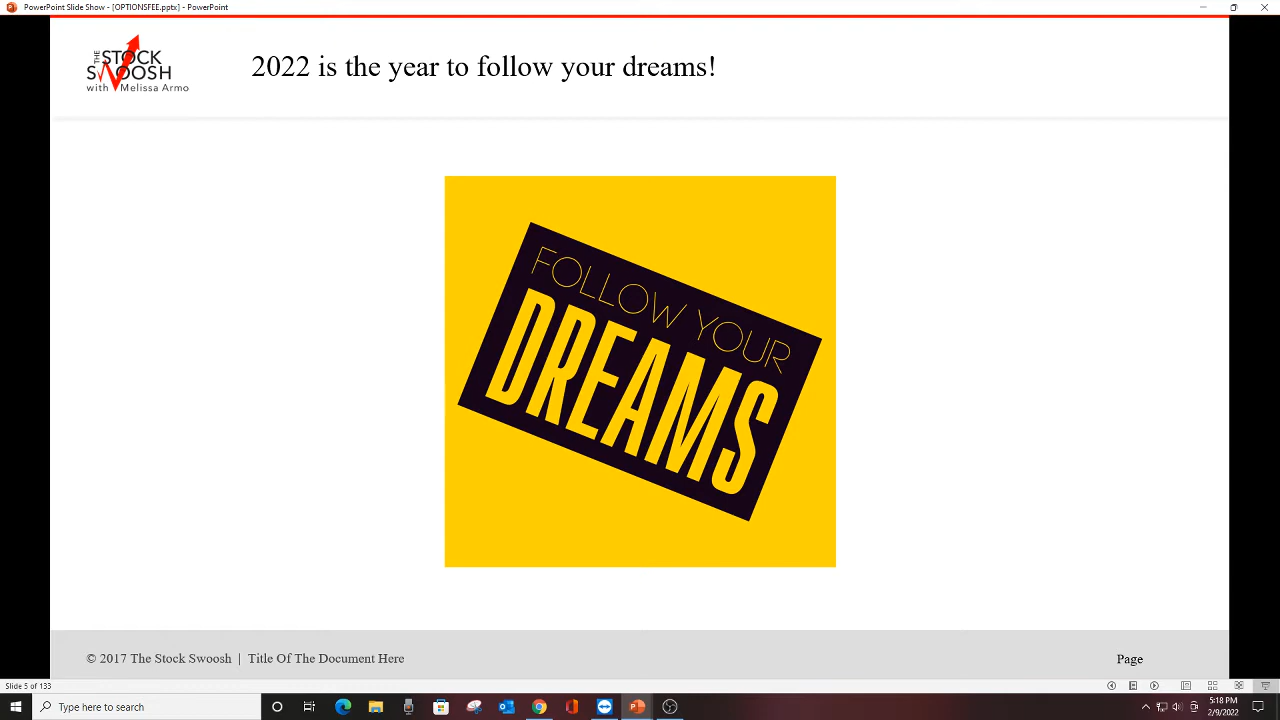 PowerPoint Slide Show - [OPTIONSFEE.pptx] - PowerPoint
THE STOCK
SWOOSH
with Melissa Armo
2022 is the year to follow your dreams!
FOLLOW YOUR
DREAMS
© 2017 The Stock Swoosh | Title Of The Document Here
Page
Slide 5 of 133
Type here to search
5:18 PM
2/9/2022